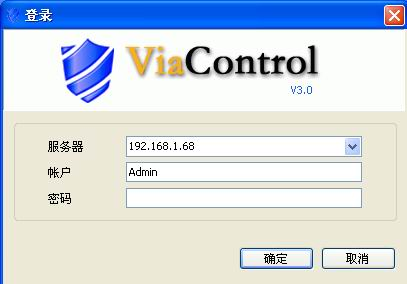 登录
ViaControl
V3.0
服务器 192.168.1.68
帐户 Admin
密码
确定 取消